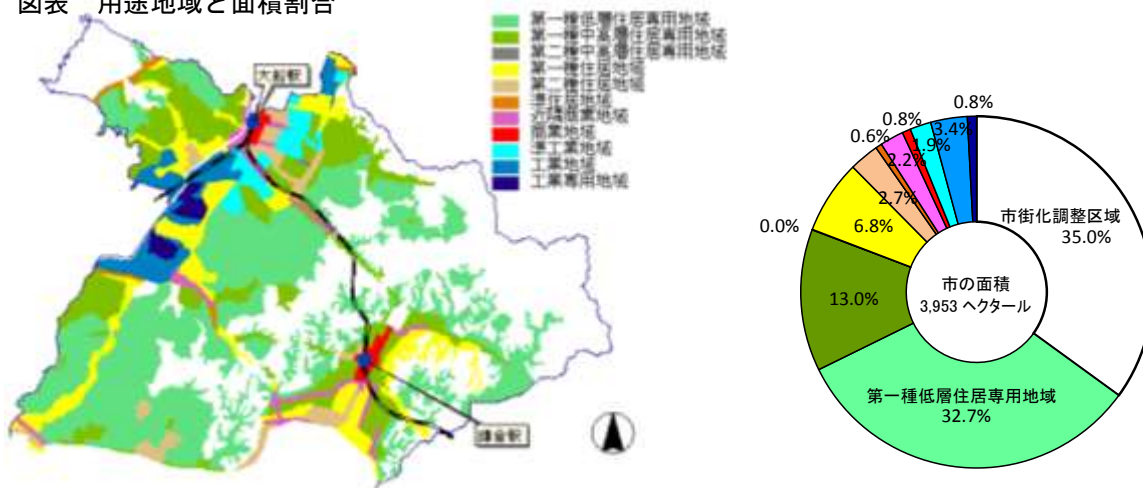 図表 用途地域と面積割合
第一種低層住居専用地域
第一種中高層住居専用地域
第二種中高層住居専用地域
第一種住居地域
第二種住居地域
準住居地域
近隣商業地域
商業地域
準工業地域
工業地域
工業専用地域
大船駅
鎌倉駅
0.8%
0.8%
3.4%
0.6%
1.9%
2.2%
2.7%
0.0%
6.8%
市街化調整区域
35.0%
13.0%
市の面積
3,953 ヘクタール
第一種低層住居専用地域
32.7%